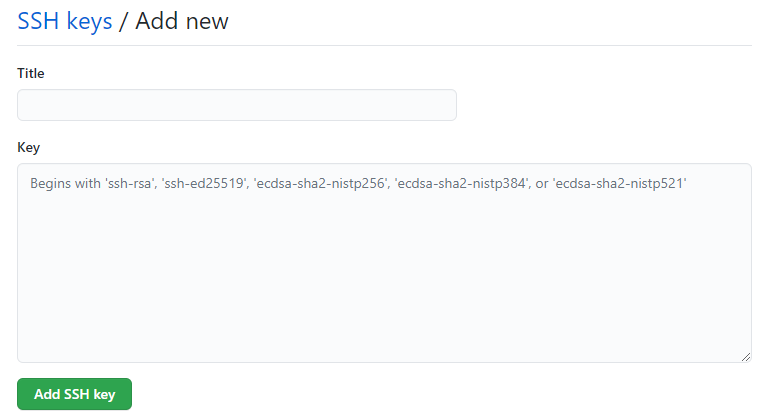 SSH keys / Add new
Title
Key
Begins with 'ssh-rsa', 'ssh-ed25519', 'ecdsa-sha2-nistp256', 'ecdsa-sha2-nistp384', or 'ecdsa-sha2-nistp521'
Add SSH key